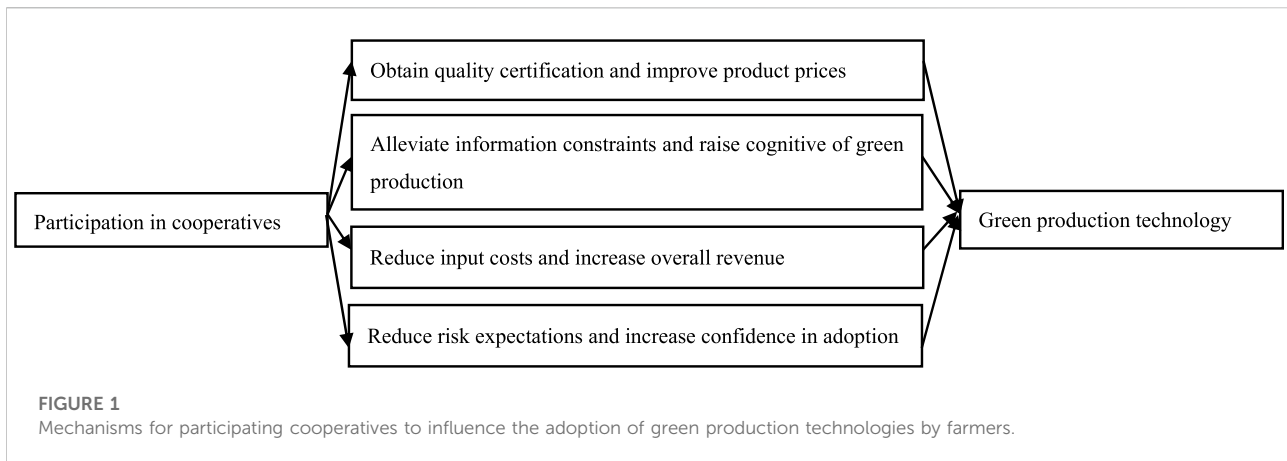 Obtain quality certification and improve product prices
Alleviate information constraints and raise cognitive of green
production
Participation in cooperatives
Green production technology
Reduce input costs and increase overall revenue
Reduce risk expectations and increase confidence in adoption
FIGURE 1
Mechanisms for participating cooperatives to influence the adoption of green production technologies by farmers.